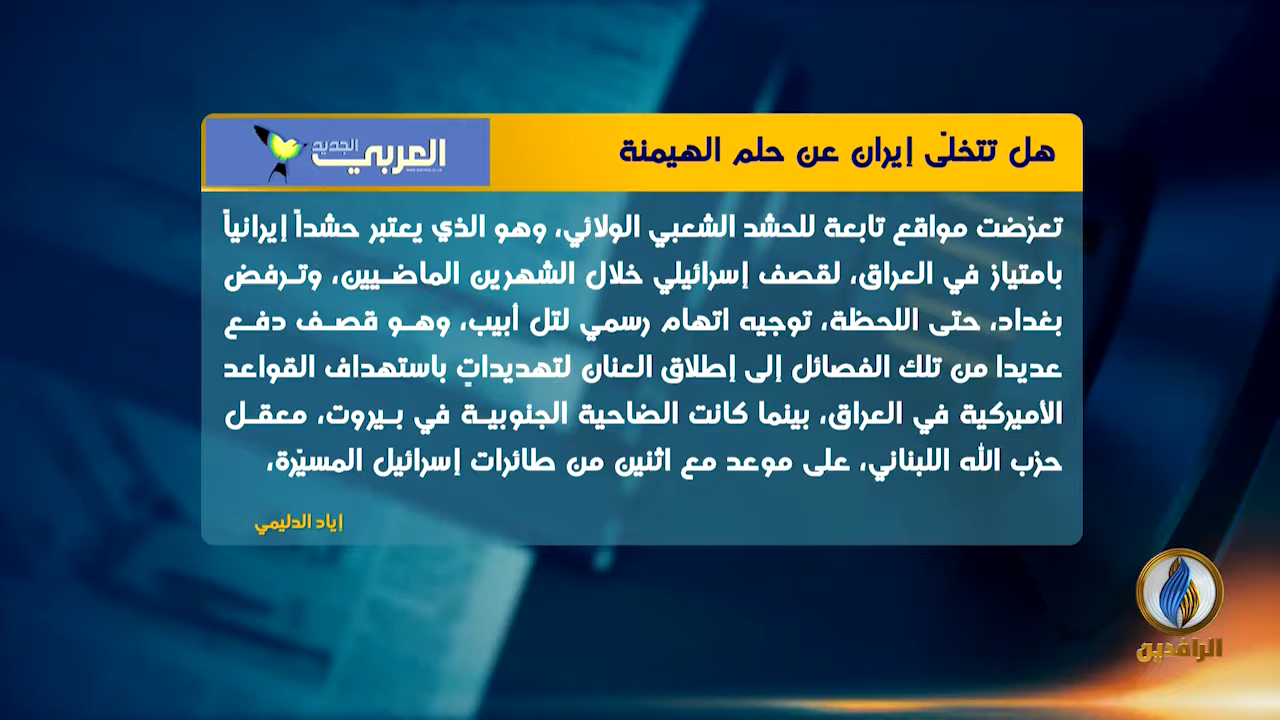 هل تتخلّى إيران عن حلم الهيمنة
العربي الجديد
تعرّضت مواقع تابعة للحشد الشعبي الولائي، وهو الذي يعتبر حشداً إيرانياً
بامتياز في العراق، لقصف إسرائيلي خلال الشهرين الماضيين، وترفض
بغداد، حتى اللحظة، توجيه اتهام رسمي لتل أبيب، وهو قصف دفع
عديدا من تلك الفصائل إلى إطلاق العنان لتهديداتٍ باستهداف القواعد
الأميركية في العراق، بينما كانت الضاحية الجنوبية في بيروت، معقل
حزب الله اللبناني، على موعد مع اثنين من طائرات إسرائيل المسيّرة،
إياد الدليمي
الرافدين